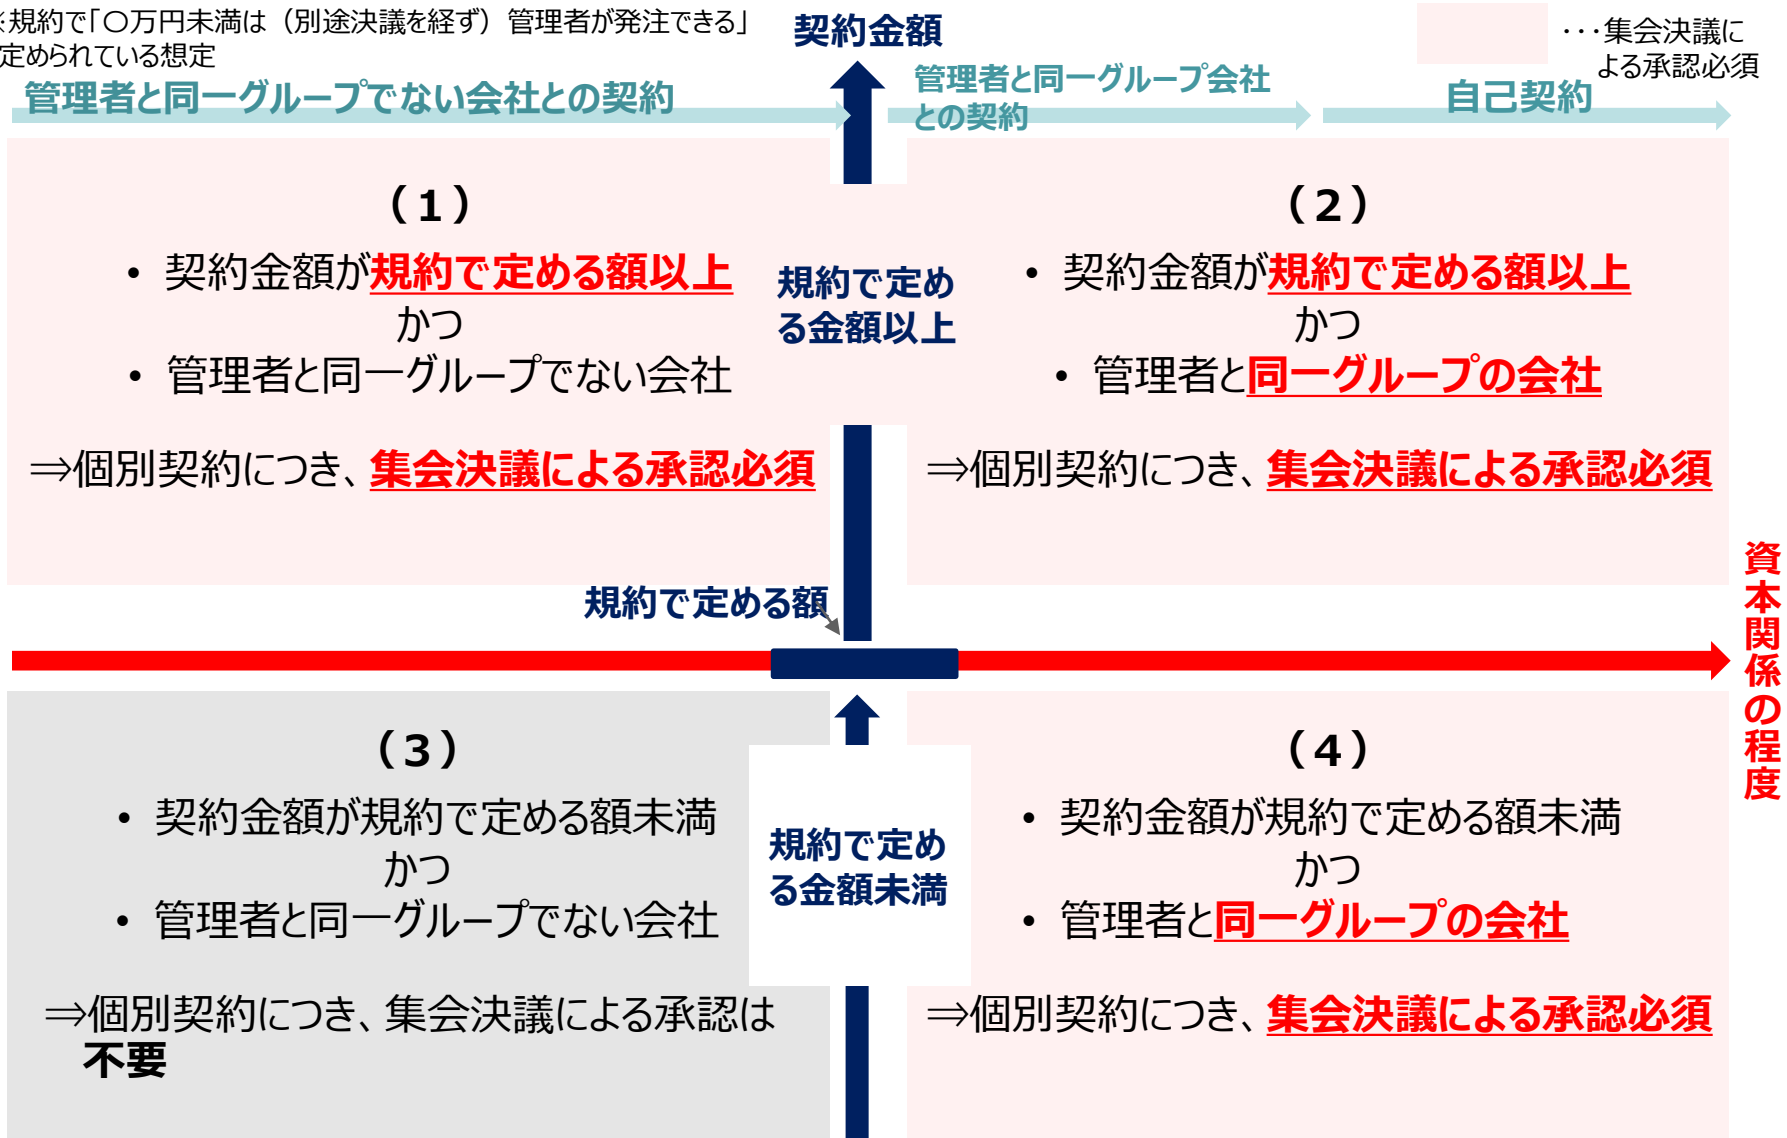 ※規約で「〇万円未満は（別途決議を経ず）管理者が発注できる」
定められている想定
契約金額
・・・集会決議に
よる承認必須
管理者と同一グループでない会社との契約
管理者と同一グループ会社
との契約
自己契約
（１）
• 契約金額が規約で定める額以上
かつ
• 管理者と同一グループでない会社
⇒個別契約につき、集会決議による承認必須
規約で定め
る金額以上
（２）
• 契約金額が規約で定める額以上
かつ
• 管理者と同一グループの会社
⇒個別契約につき、集会決議による承認必須
規約で定める額
資本関係の程度
（３）
• 契約金額が規約で定める額未満
かつ
• 管理者と同一グループでない会社
⇒個別契約につき、集会決議による承認は
不要
規約で定め
る金額未満
（４）
• 契約金額が規約で定める額未満
かつ
• 管理者と同一グループの会社
⇒個別契約につき、集会決議による承認必須